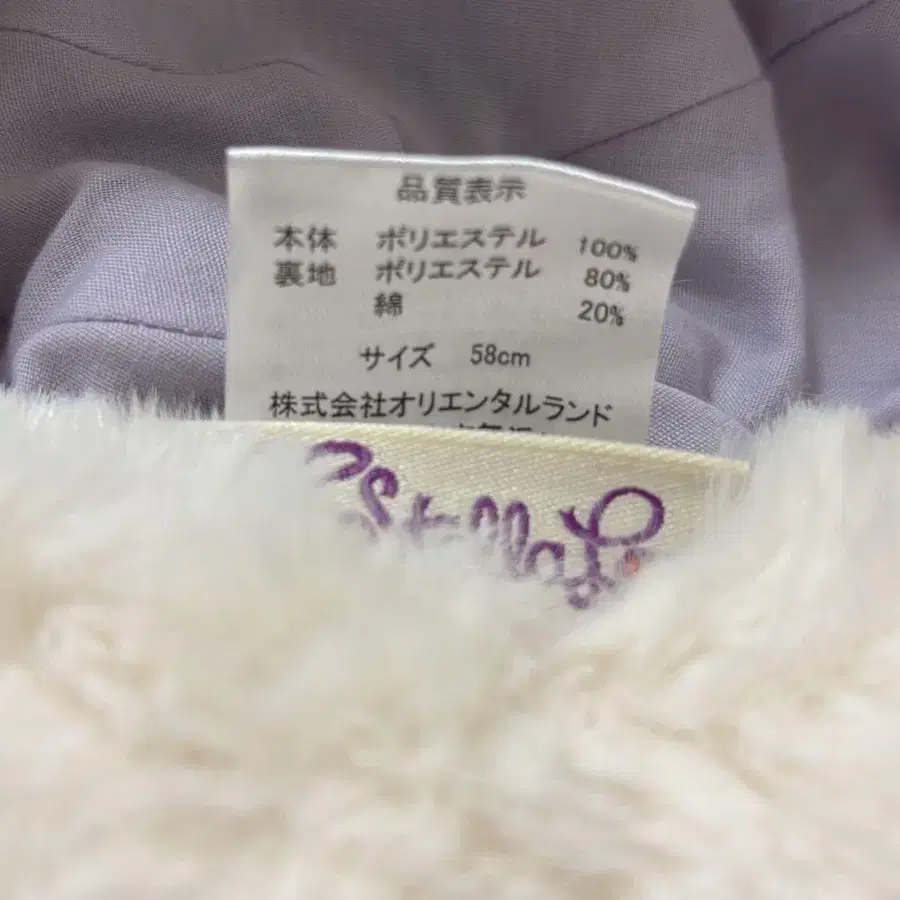 品質表示
本体 ポリエステル 100%
裏地 ポリエステル 80%
綿 20%
サイズ 58cm
株式会社オリエンタルランド